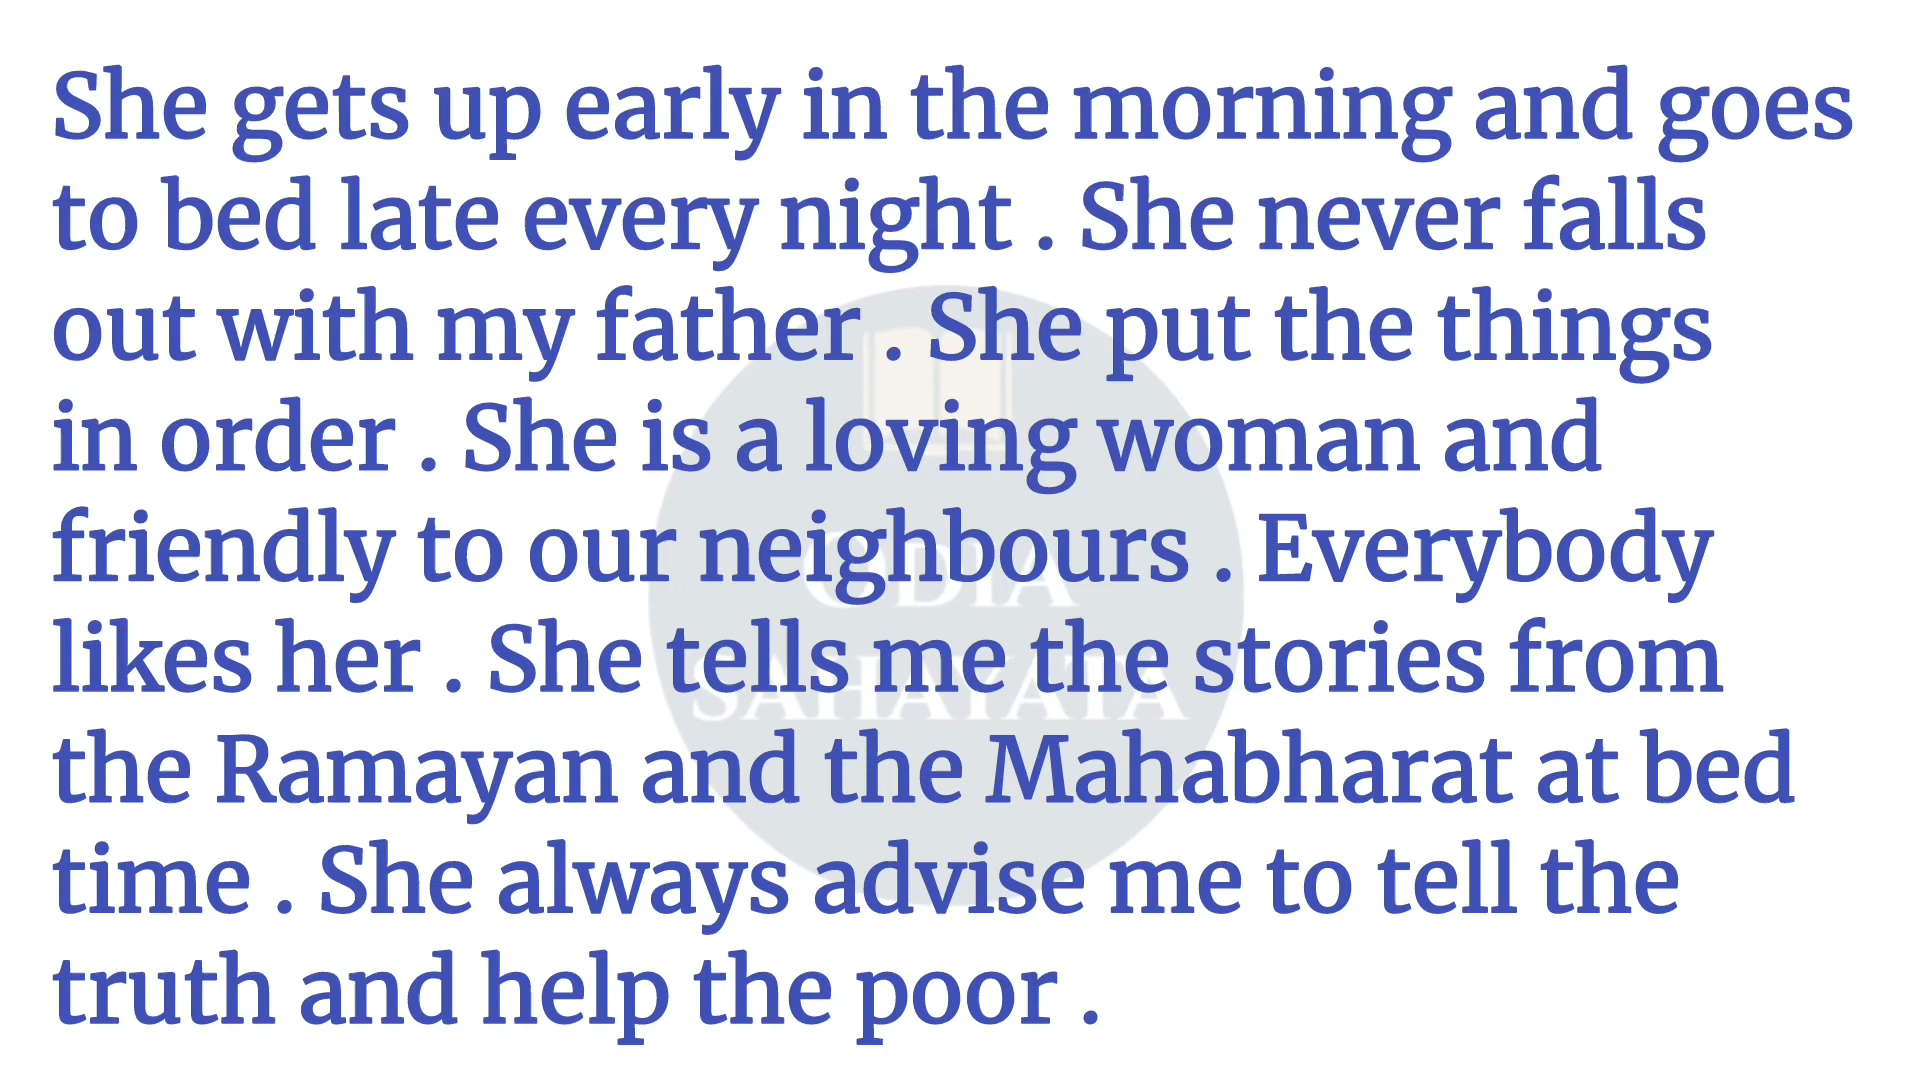 She gets up early in the morning and goes
to bed late every night . She never falls
out with my father . She put the things
in order . She is a loving woman and
friendly to our neighbours . Everybody
likes her . She tells me the stories from
the Ramayan and the Mahabharat at bed
time . She always advise me to tell the
truth and help the poor .
ODIA
SAHAYATA